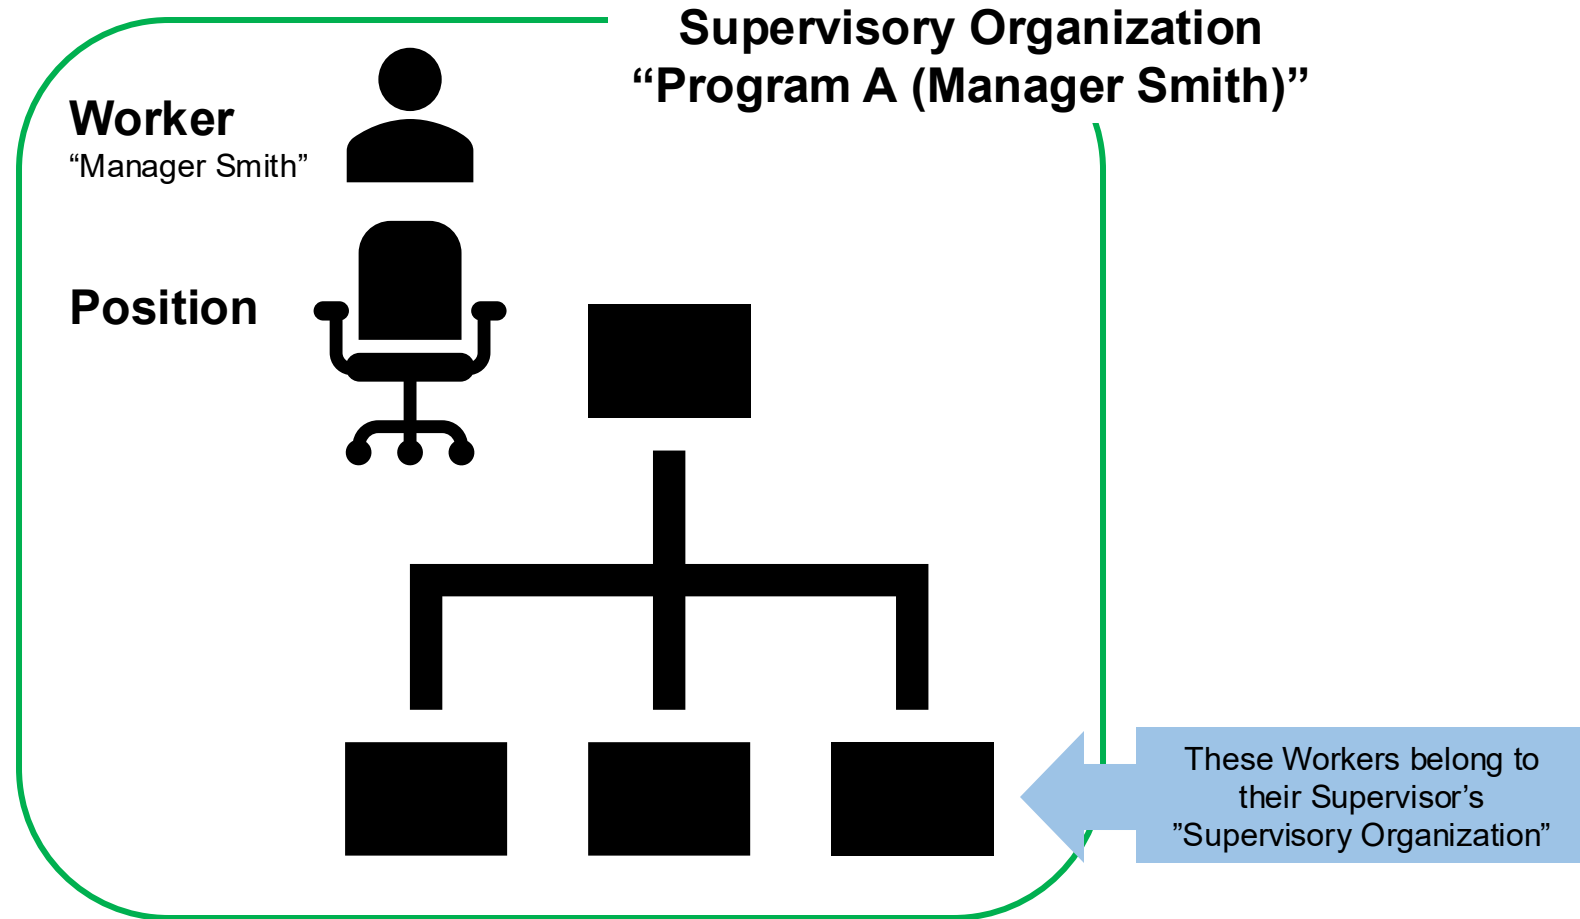 Supervisory Organization
“Program A (Manager Smith)”
Worker
“Manager Smith”
Position
These Workers belong to
their Supervisor’s
”Supervisory Organization”